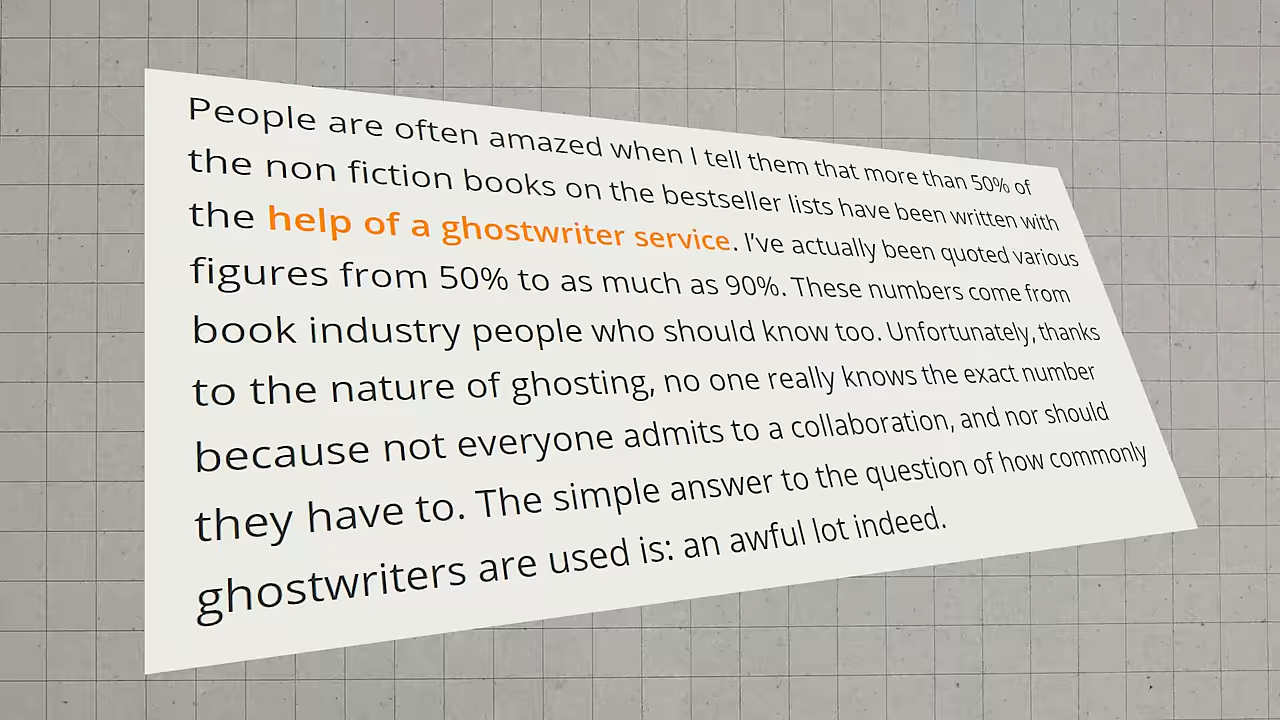 People are often amazed when I tell them that more than 50% of
the non fiction books on the bestseller lists have been written with
the help of a ghostwriter service. I've actually been quoted various
figures from 50% to as much as 90%. These numbers come from
book industry people who should know too. Unfortunately, thanks
to the nature of ghosting, no one really knows the exact number
because not everyone admits to a collaboration, and nor should
they have to. The simple answer to the question of how commonly
ghostwriters are used is: an awful lot indeed.